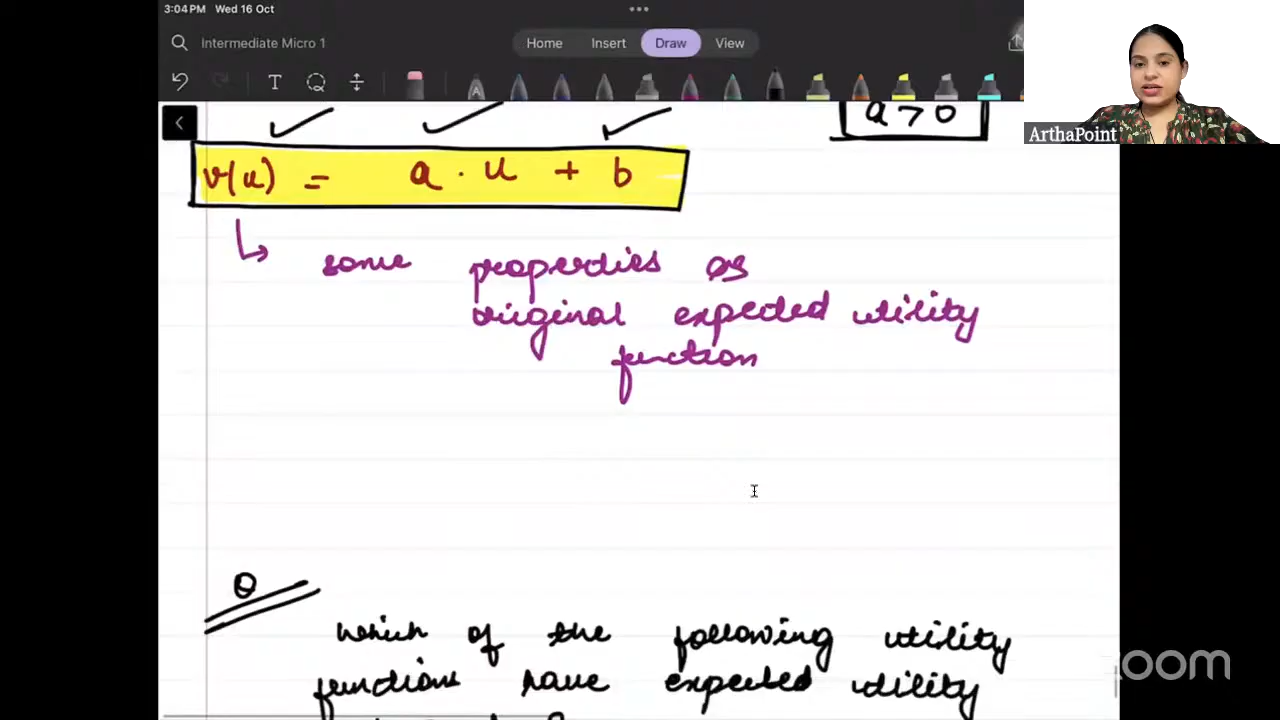 3:04 PM Wed 16 Oct
Intermediate Micro 1
Home Insert Draw View
ArthaPoint
a > 0
v(u) = a · u + b
same properties as
original expected utility
function
Q
which of the following utility
functions have expected utility
zoom